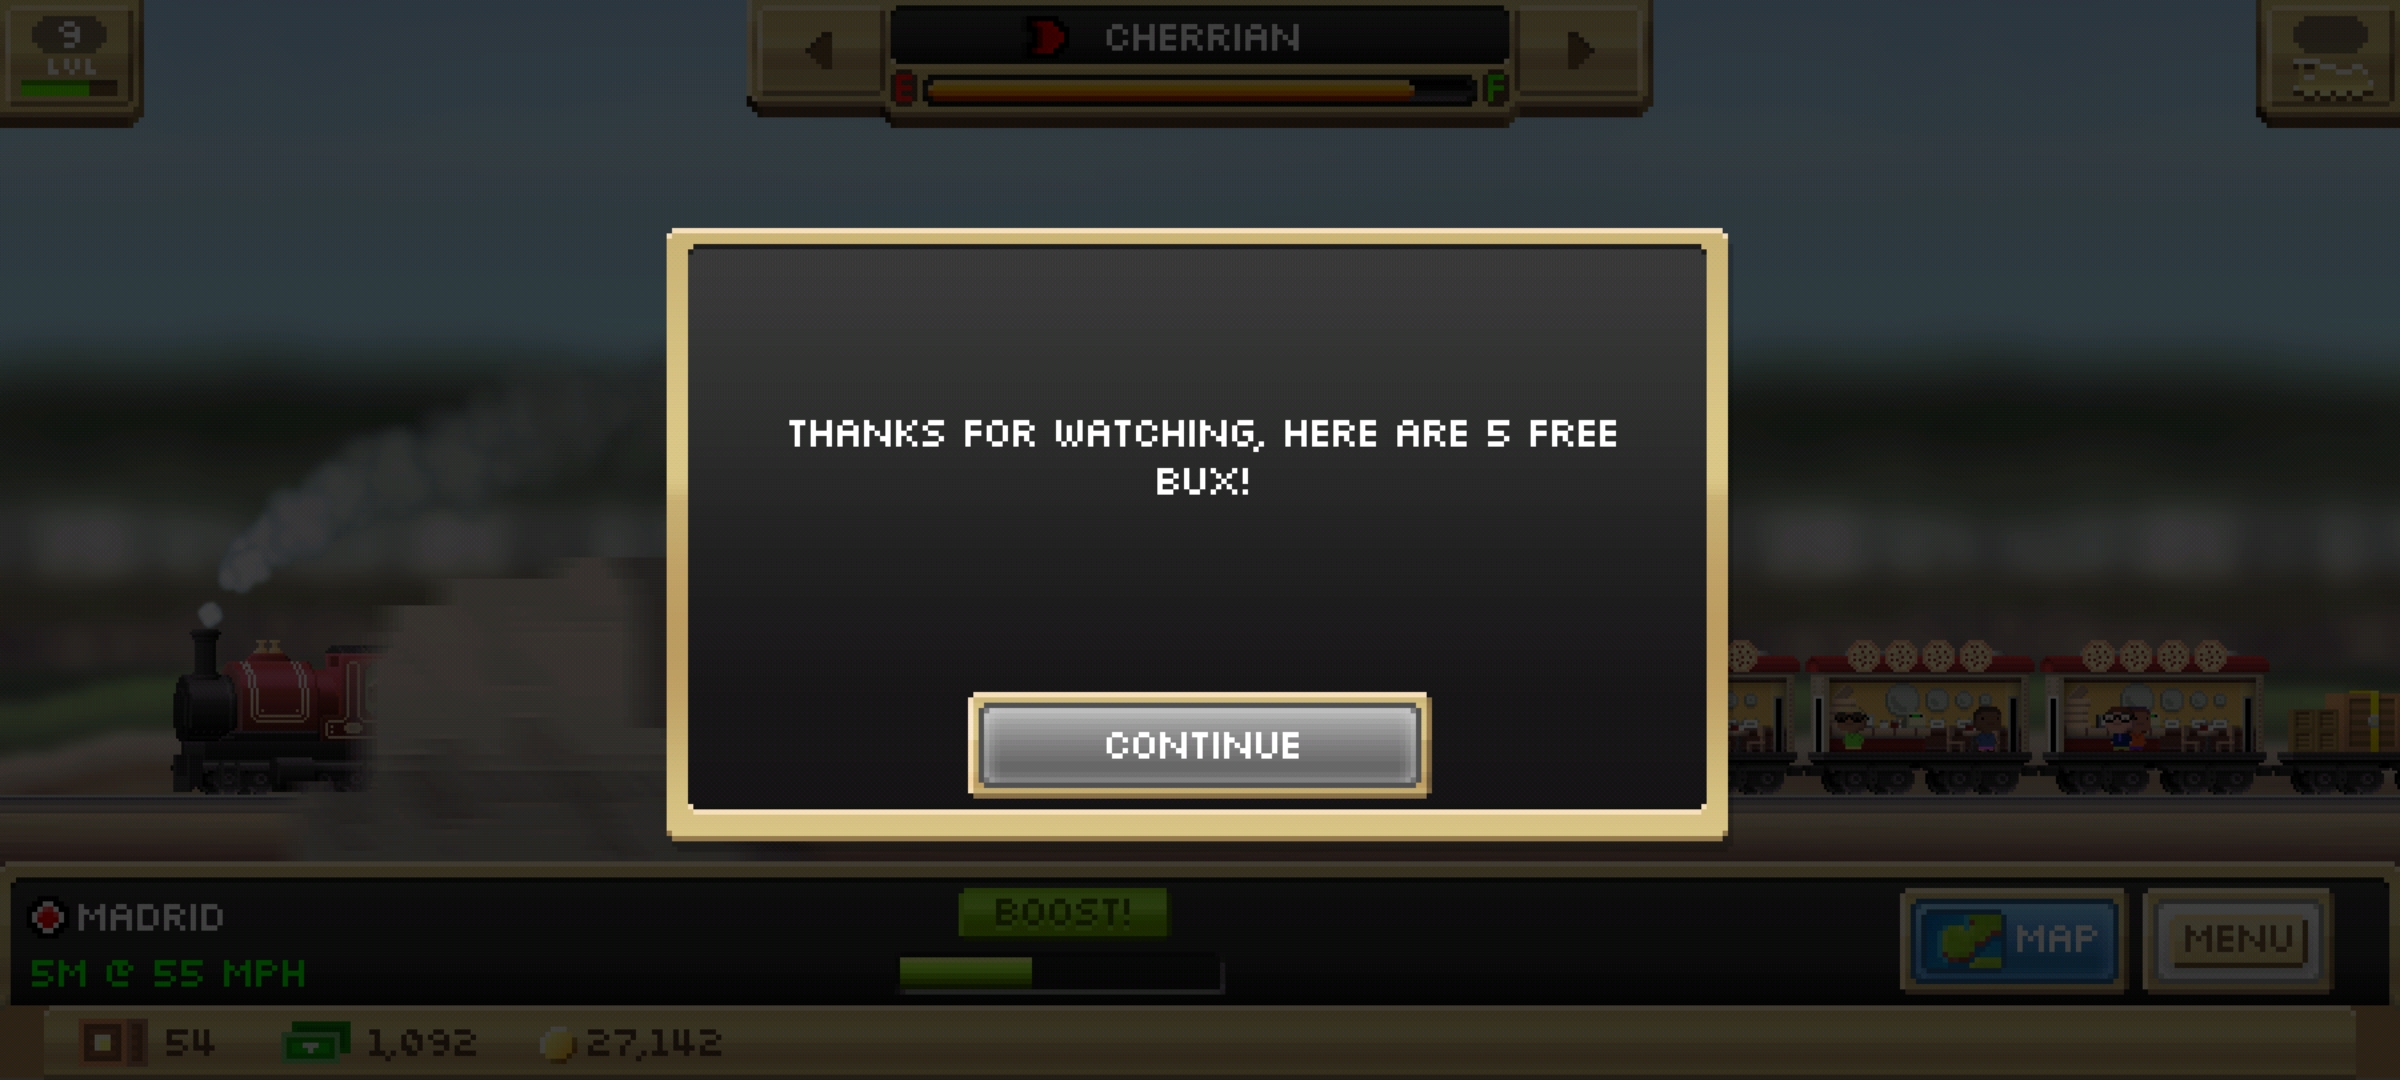 9
LVL
CHERRIAN
E
F
THANKS FOR WATCHING, HERE ARE 5 FREE
BUX!
CONTINUE
MADRID
5M @ 55 MPH
BOOST!
MAP
MENU
54
1,092
27,142